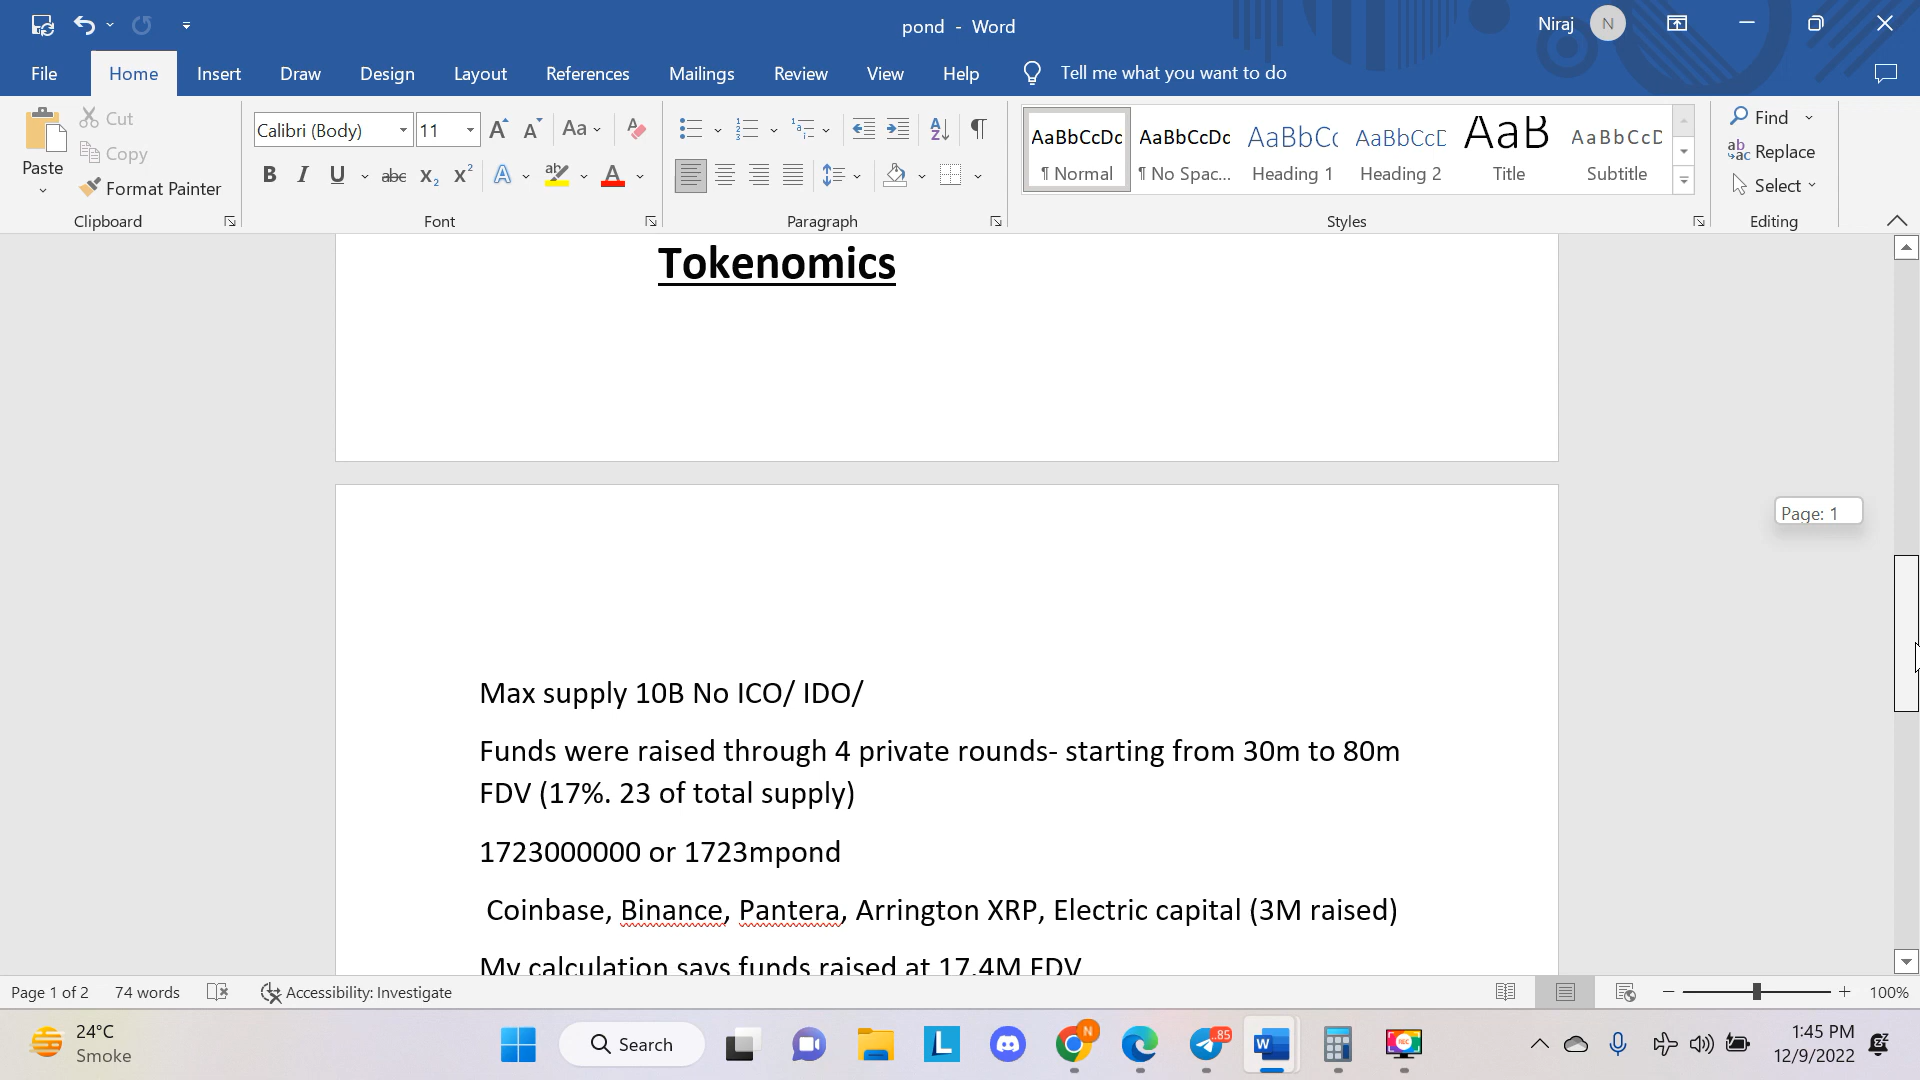 pond - Word
Niraj N
File Home Insert Draw Design Layout References Mailings Review View Help Tell me what you want to do
Paste
Cut
Copy
Format Painter
Clipboard
Calibri (Body) 11
Font
Paragraph
AaBbCcDc AaBbCcDc AaBbCc AaBbCcD AaB AaBbCcD
¶ Normal ¶ No Spac... Heading 1 Heading 2 Title Subtitle
Styles
Find
Replace
Select
Editing
Tokenomics
Page: 1
Max supply 10B No ICO/ IDO/
Funds were raised through 4 private rounds- starting from 30m to 80m
FDV (17%. 23 of total supply)
1723000000 or 1723mpond
Coinbase, Binance, Pantera, Arrington XRP, Electric capital (3M raised)
My calculation says funds raised at 17.4M FDV
Page 1 of 2 74 words Accessibility: Investigate 100%
24°C
Smoke
Search
1:45 PM
12/9/2022